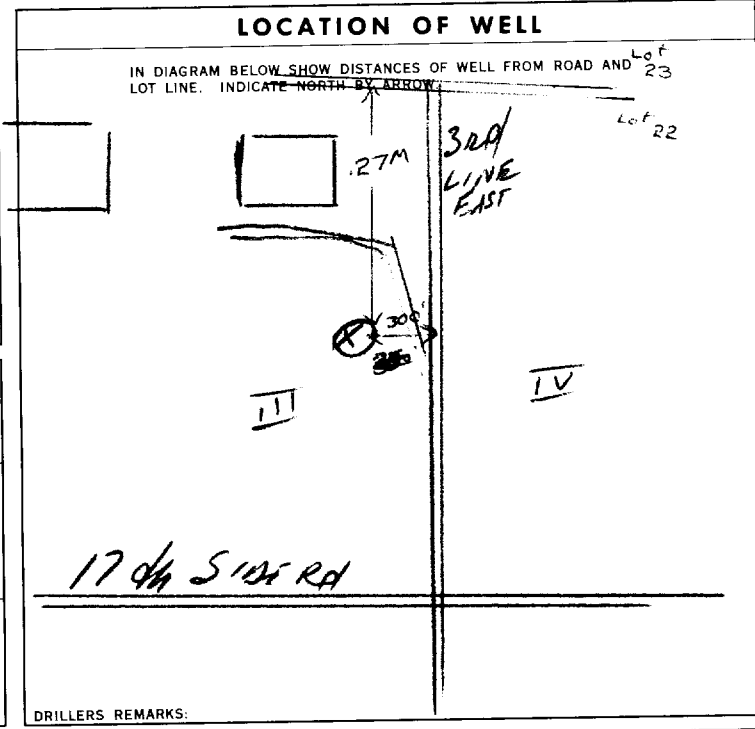 LOCATION OF WELL
IN DIAGRAM BELOW SHOW DISTANCES OF WELL FROM ROAD AND
LOT LINE. INDICATE NORTH BY ARROW.
Lot
23
Lot
22
.27M
3rd
LINE
EAST
300'
III
IV
17th SIDE Rd
DRILLERS REMARKS: